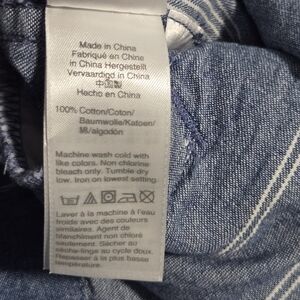 Made in China
Fabriqué en Chine
in China Hergestellt
Vervaardigd in China
中国制
Hecho en China
100% Cotton/Coton/
Baumwolle/Katoen/
棉/algodón
Machine wash cold with
like colors. Non chlorine
bleach only. Tumble dry
low. Iron on lowest setting.
Laver à la machine à l'eau
froide avec des couleurs
similaires. Agent de
blanchiment non chloré
seulement. Sécher au
sèche-linge au cycle doux.
Repasser à la plus basse
température.